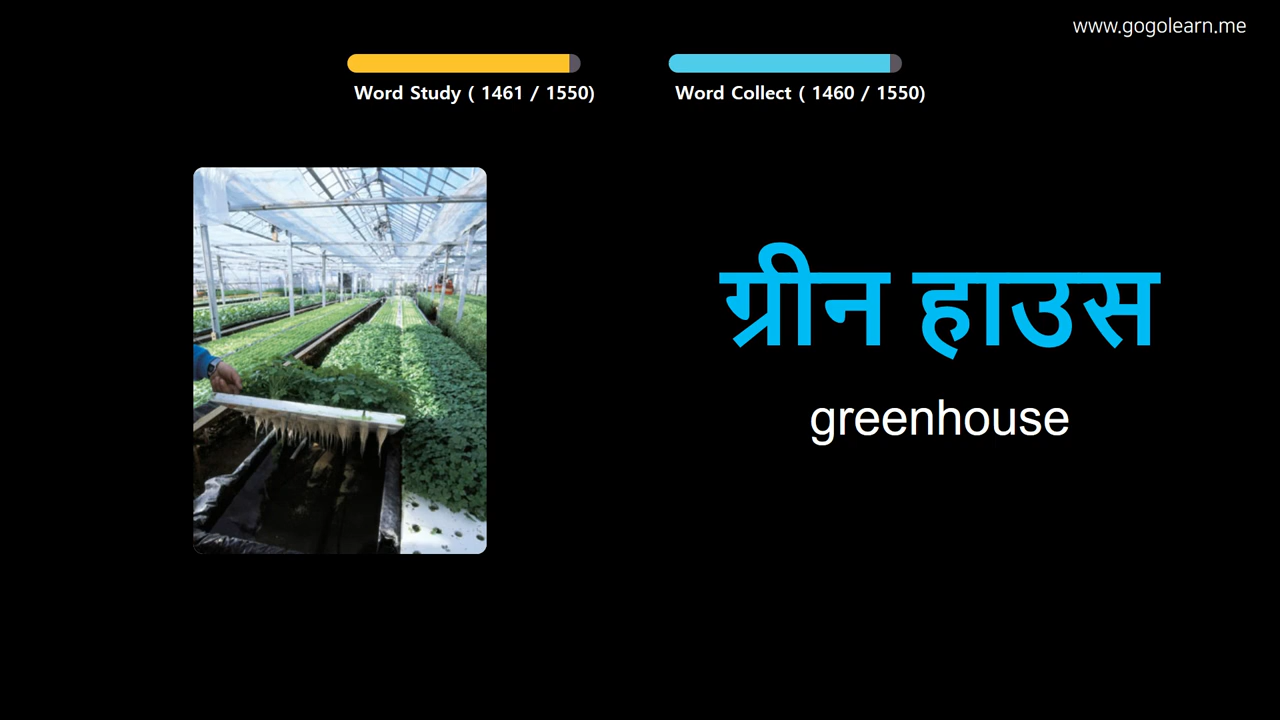 www.gogolearn.me
Word Study ( 1461 / 1550)
Word Collect ( 1460 / 1550)
ग्रीन हाउस
greenhouse